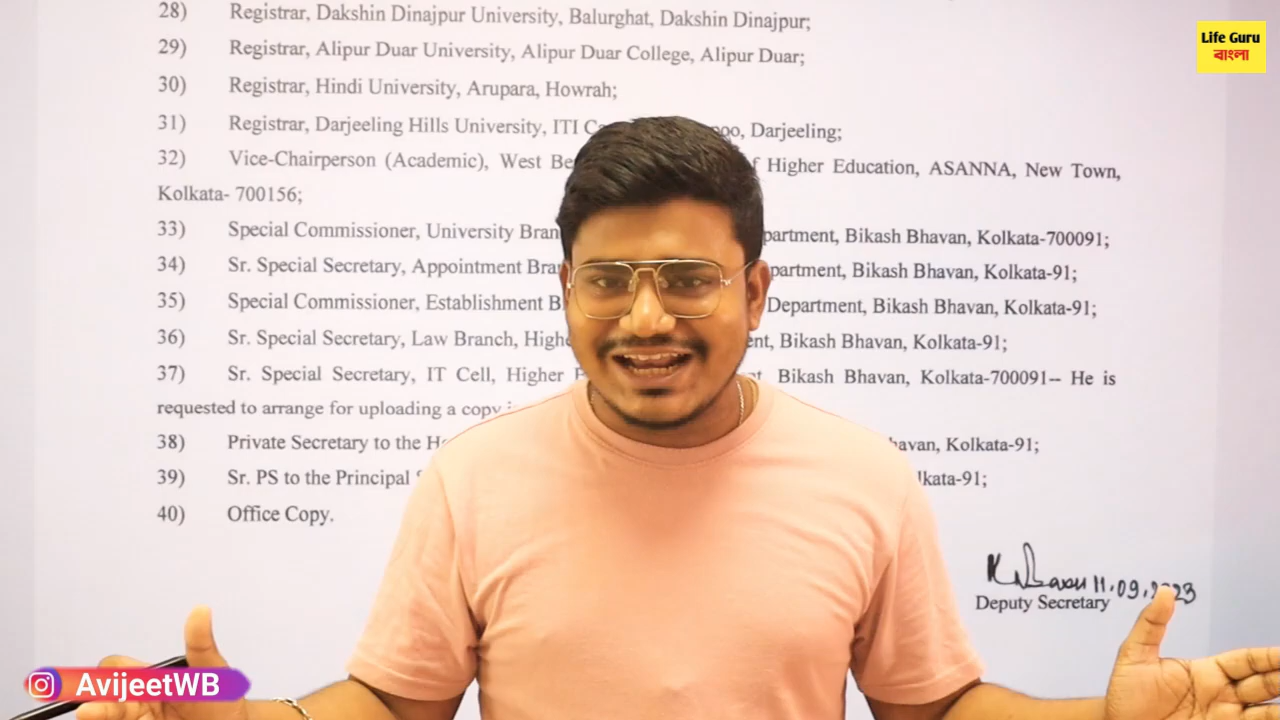 28) Registrar, Dakshin Dinajpur University, Balurghat, Dakshin Dinajpur;
Life Guru
বাংলা
29) Registrar, Alipur Duar University, Alipur Duar College, Alipur Duar;
30) Registrar, Hindi University, Arupara, Howrah;
31) Registrar, Darjeeling Hills University, ITI Darjeeling;
32) Vice-Chairperson (Academic), West Higher Education, ASANNA, New Town,
Kolkata- 700156;
33) Special Commissioner, University Bikash Bhavan, Kolkata-700091;
34) Sr. Special Secretary, Appointment Bikash Bhavan, Kolkata-91;
35) Special Commissioner, Establishment Department, Bikash Bhavan, Kolkata-91;
36) Sr. Special Secretary, Law Branch, Bikash Bhavan, Kolkata-91;
37) Sr. Special Secretary, IT Cell, Higher Bikash Bhavan, Kolkata-700091-- He is
requested to arrange for uploading a copy
38) Private Secretary to the Kolkata-91;
39) Sr. PS to the Principal
40) Office Copy.
11.09.2023
Deputy Secretary
AvijeetWB